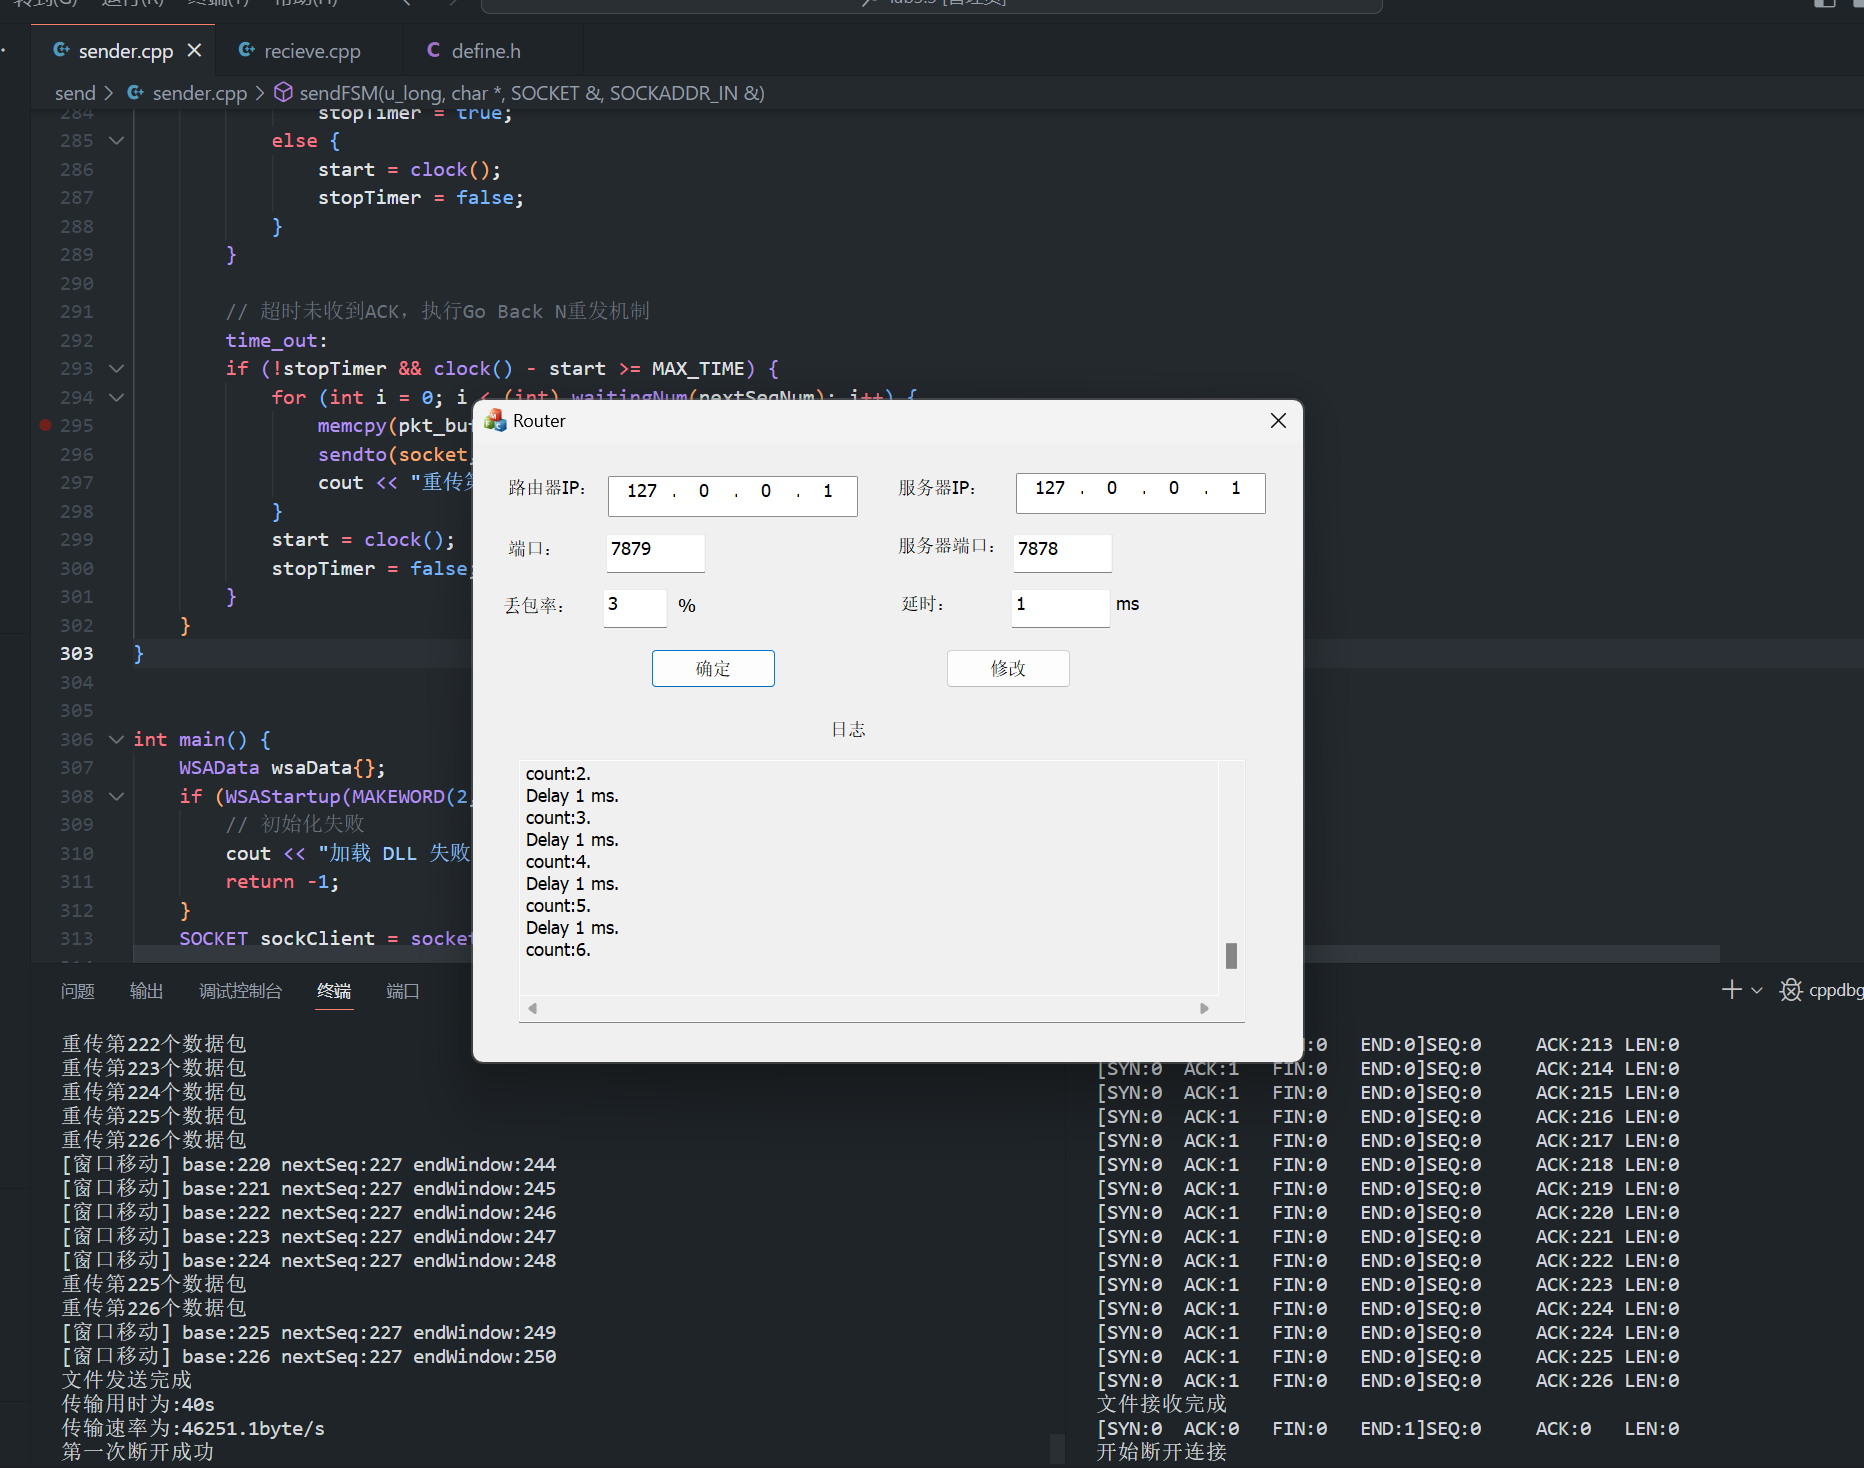 转到(G) 运行(R) 终端(T) 帮助(H)
lab3.3 [管理员]
sender.cpp
recieve.cpp
C define.h
send > sender.cpp > sendFSM(u_long, char *, SOCKET &, SOCKADDR_IN &)
284 stopTimer = true;
285 else {
286 start = clock();
287 stopTimer = false;
288 }
289 }
290
291 // 超时未收到ACK，执行Go Back N重发机制
292 time_out:
293 if (!stopTimer && clock() - start >= MAX_TIME) {
294 for (int i = 0; i < (int) waitingNum(nextSeqNum); i++) {
295 memcpy(pkt_buf
296 sendto(socket,
297 cout << "重传第
298 }
299 start = clock();
300 stopTimer = false;
301 }
302 }
303 }
304
305
306 int main() {
307 WSAData wsaData{};
308 if (WSAStartup(MAKEWORD(2,
309 // 初始化失败
310 cout << "加载 DLL 失败
311 return -1;
312 }
313 SOCKET sockClient = socket
Router
路由器IP: 127 . 0 . 0 . 1
服务器IP: 127 . 0 . 0 . 1
端口: 7879
服务器端口: 7878
丢包率: 3 %
延时: 1 ms
确定
修改
日志
count:2.
Delay 1 ms.
count:3.
Delay 1 ms.
count:4.
Delay 1 ms.
count:5.
Delay 1 ms.
count:6.
问题 输出 调试控制台 终端 端口
cppdbg
重传第222个数据包
重传第223个数据包
重传第224个数据包
重传第225个数据包
重传第226个数据包
[窗口移动] base:220 nextSeq:227 endWindow:244
[窗口移动] base:221 nextSeq:227 endWindow:245
[窗口移动] base:222 nextSeq:227 endWindow:246
[窗口移动] base:223 nextSeq:227 endWindow:247
[窗口移动] base:224 nextSeq:227 endWindow:248
重传第225个数据包
重传第226个数据包
[窗口移动] base:225 nextSeq:227 endWindow:249
[窗口移动] base:226 nextSeq:227 endWindow:250
文件发送完成
传输用时为:40s
传输速率为:46251.1byte/s
第一次断开成功
:0 END:0]SEQ:0 ACK:213 LEN:0
[SYN:0 ACK:1 FIN:0 END:0]SEQ:0 ACK:214 LEN:0
[SYN:0 ACK:1 FIN:0 END:0]SEQ:0 ACK:215 LEN:0
[SYN:0 ACK:1 FIN:0 END:0]SEQ:0 ACK:216 LEN:0
[SYN:0 ACK:1 FIN:0 END:0]SEQ:0 ACK:217 LEN:0
[SYN:0 ACK:1 FIN:0 END:0]SEQ:0 ACK:218 LEN:0
[SYN:0 ACK:1 FIN:0 END:0]SEQ:0 ACK:219 LEN:0
[SYN:0 ACK:1 FIN:0 END:0]SEQ:0 ACK:220 LEN:0
[SYN:0 ACK:1 FIN:0 END:0]SEQ:0 ACK:221 LEN:0
[SYN:0 ACK:1 FIN:0 END:0]SEQ:0 ACK:222 LEN:0
[SYN:0 ACK:1 FIN:0 END:0]SEQ:0 ACK:223 LEN:0
[SYN:0 ACK:1 FIN:0 END:0]SEQ:0 ACK:224 LEN:0
[SYN:0 ACK:1 FIN:0 END:0]SEQ:0 ACK:224 LEN:0
[SYN:0 ACK:1 FIN:0 END:0]SEQ:0 ACK:225 LEN:0
[SYN:0 ACK:1 FIN:0 END:0]SEQ:0 ACK:226 LEN:0
文件接收完成
[SYN:0 ACK:0 FIN:0 END:1]SEQ:0 ACK:0 LEN:0
开始断开连接